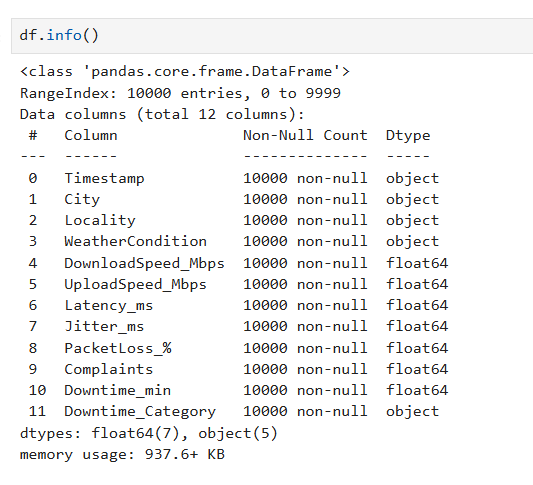 df.info()
<class 'pandas.core.frame.DataFrame'>
RangeIndex: 10000 entries, 0 to 9999
Data columns (total 12 columns):
 #   Column              Non-Null Count  Dtype
---  ------              --------------  -----
 0   Timestamp           10000 non-null  object
 1   City                10000 non-null  object
 2   Locality            10000 non-null  object
 3   WeatherCondition    10000 non-null  object
 4   DownloadSpeed_Mbps  10000 non-null  float64
 5   UploadSpeed_Mbps    10000 non-null  float64
 6   Latency_ms          10000 non-null  float64
 7   Jitter_ms           10000 non-null  float64
 8   PacketLoss_%        10000 non-null  float64
 9   Complaints          10000 non-null  float64
 10  Downtime_min        10000 non-null  float64
 11  Downtime_Category   10000 non-null  object
dtypes: float64(7), object(5)
memory usage: 937.6+ KB